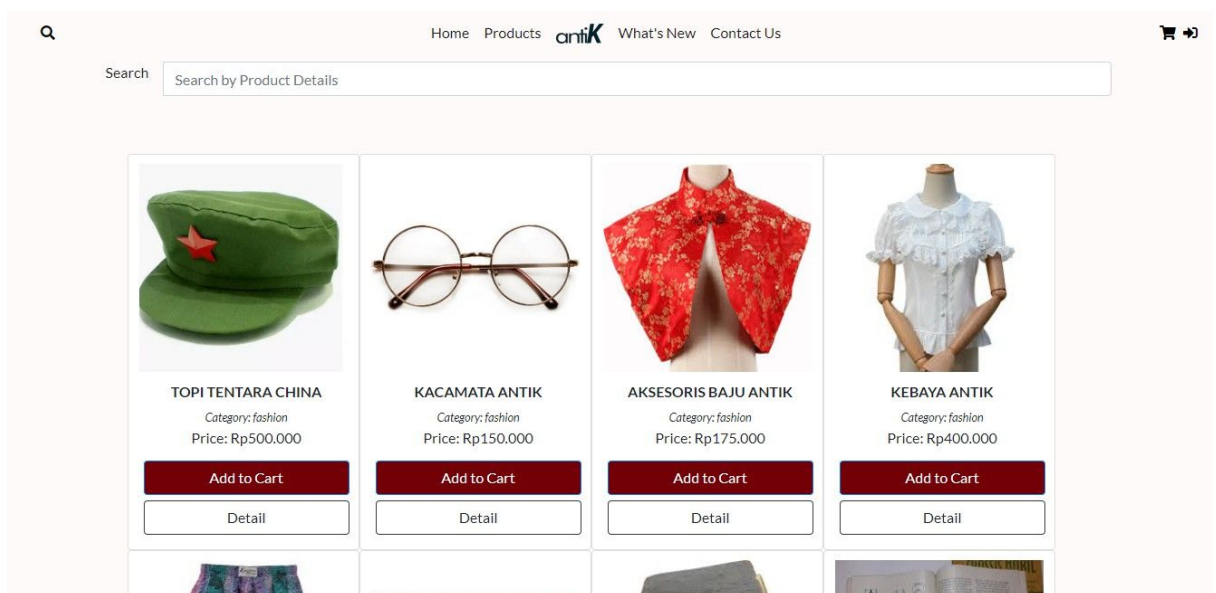 Home Products antiK What's New Contact Us
Search Search by Product Details
TOPI TENTARA CHINA
Category: fashion
Price: Rp500.000
Add to Cart
Detail
KACAMATA ANTIK
Category: fashion
Price: Rp150.000
Add to Cart
Detail
AKSESORIS BAJU ANTIK
Category: fashion
Price: Rp175.000
Add to Cart
Detail
KEBAYA ANTIK
Category: fashion
Price: Rp400.000
Add to Cart
Detail